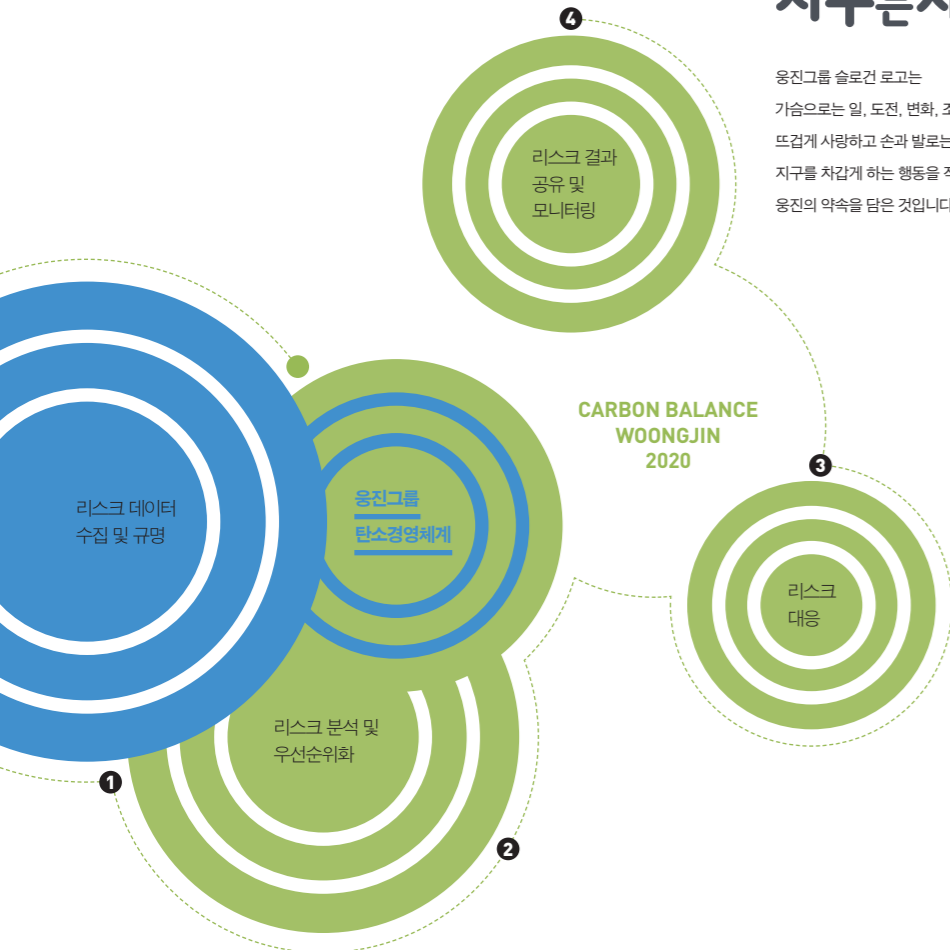 4
웅진그룹 슬로건 로고는
가슴으로는 일, 도전, 변화,
뜨겁게 사랑하고 손과 발로는
지구를 차갑게 하는 행동을
웅진의 약속을 담은 것입니다
리스크 결과
공유 및
모니터링
CARBON BALANCE
WOONGJIN
2020
3
리스크 데이터
수집 및 규명
웅진그룹
탄소경영체계
리스크
대응
리스크 분석 및
우선순위화
1
2